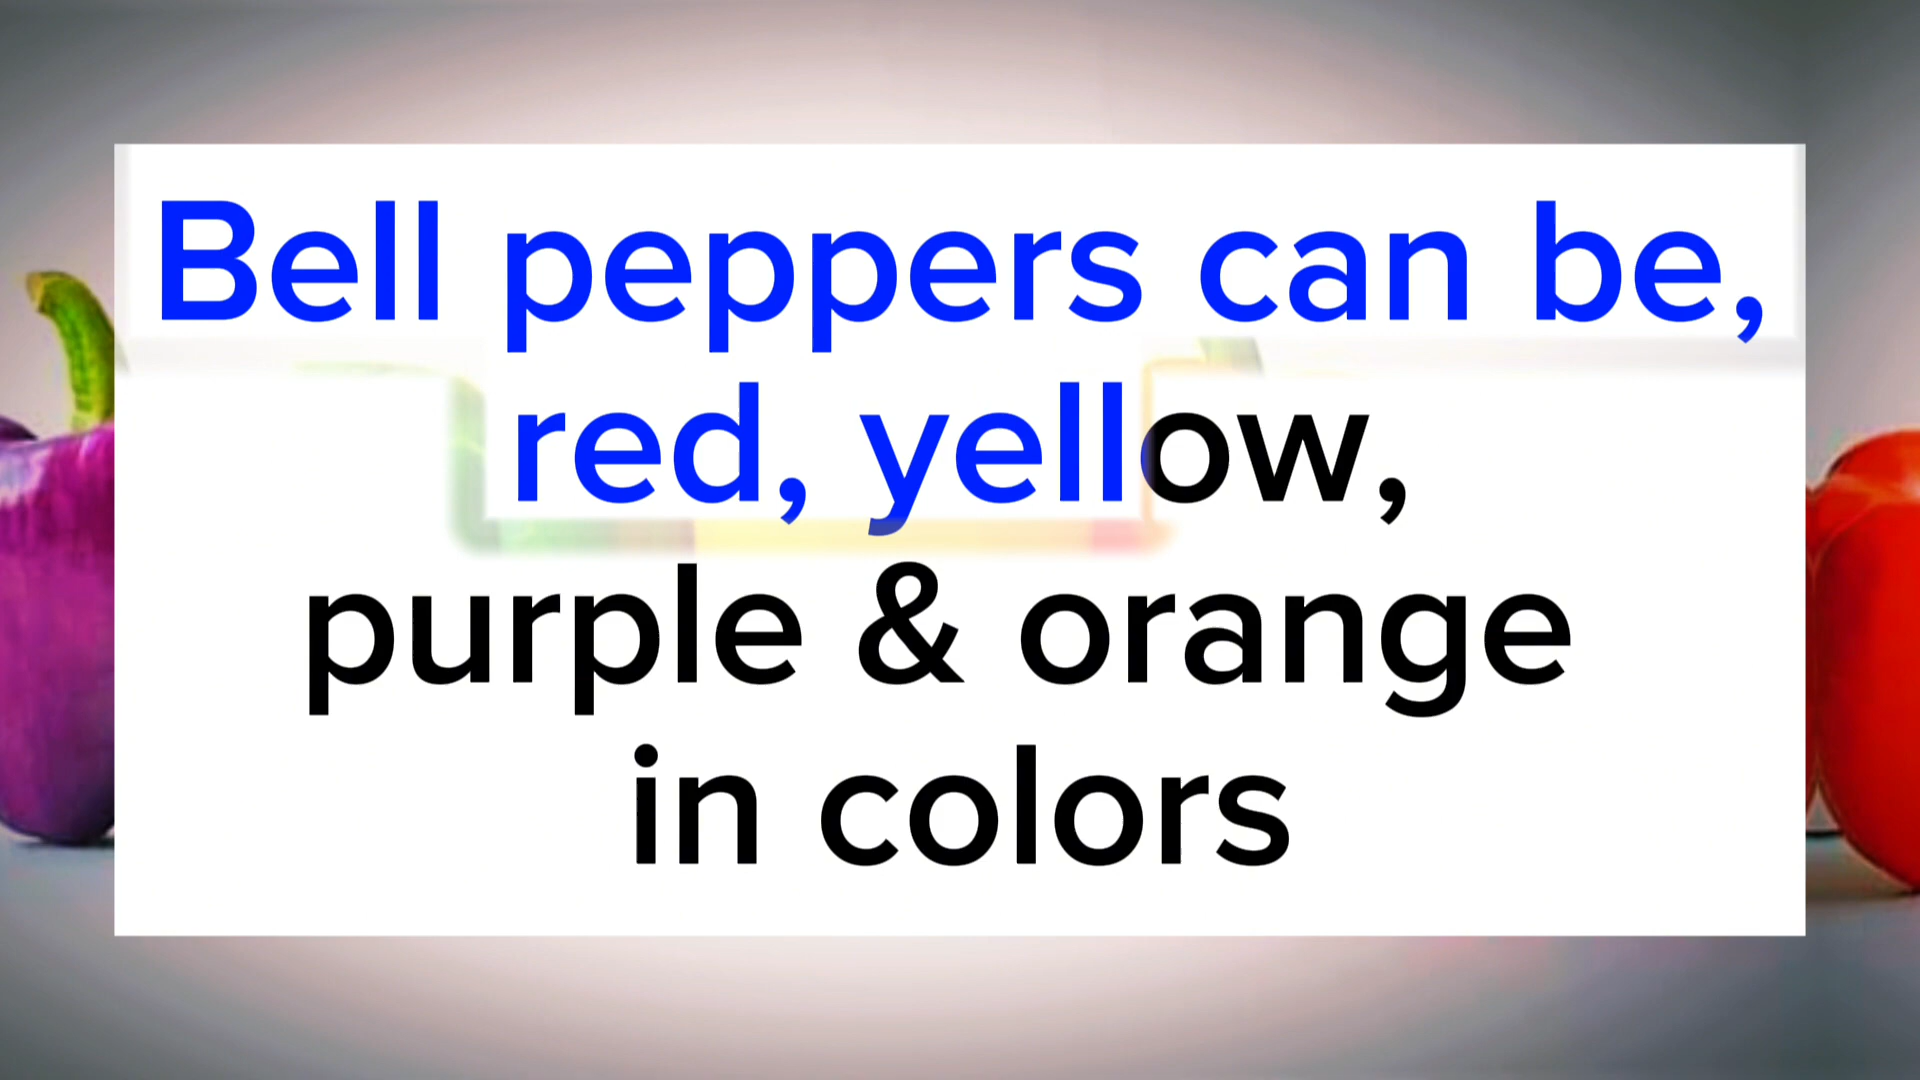 Bell peppers can be,
red, yellow,
purple & orange
in colors